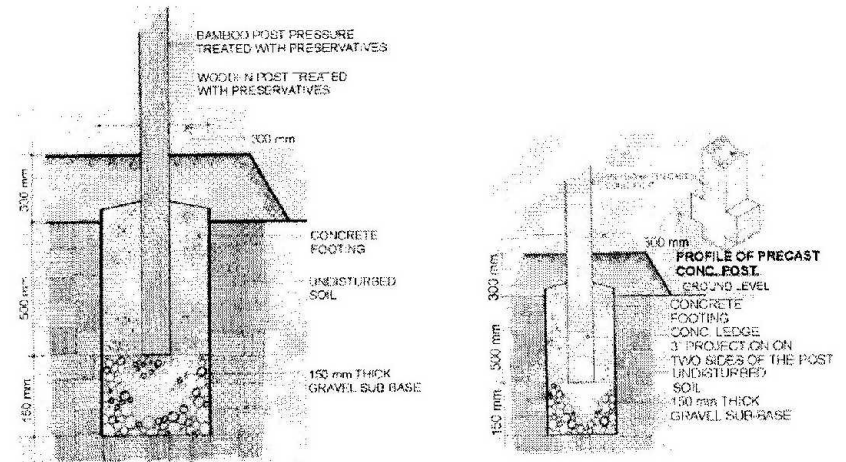 BAMBOO POST PRESSURE
TREATED WITH PRESERVATIVES
WOODEN POST TREATED
WITH PRESERVATIVES
300 mm
300 mm
500 mm
150 mm
CONCRETE
FOOTING
UNDISTURBED
SOIL
150 mm THICK
GRAVEL SUB BASE
300 mm
PROFILE OF PRECAST
CONC. POST.
GROUND LEVEL
300 mm
500 mm
150 mm
CONCRETE
FOOTING
CONC. LEDGE
3" PROJECTION ON
TWO SIDES OF THE POST
UNDISTURBED
SOIL
150 mm THICK
GRAVEL SUB-BASE